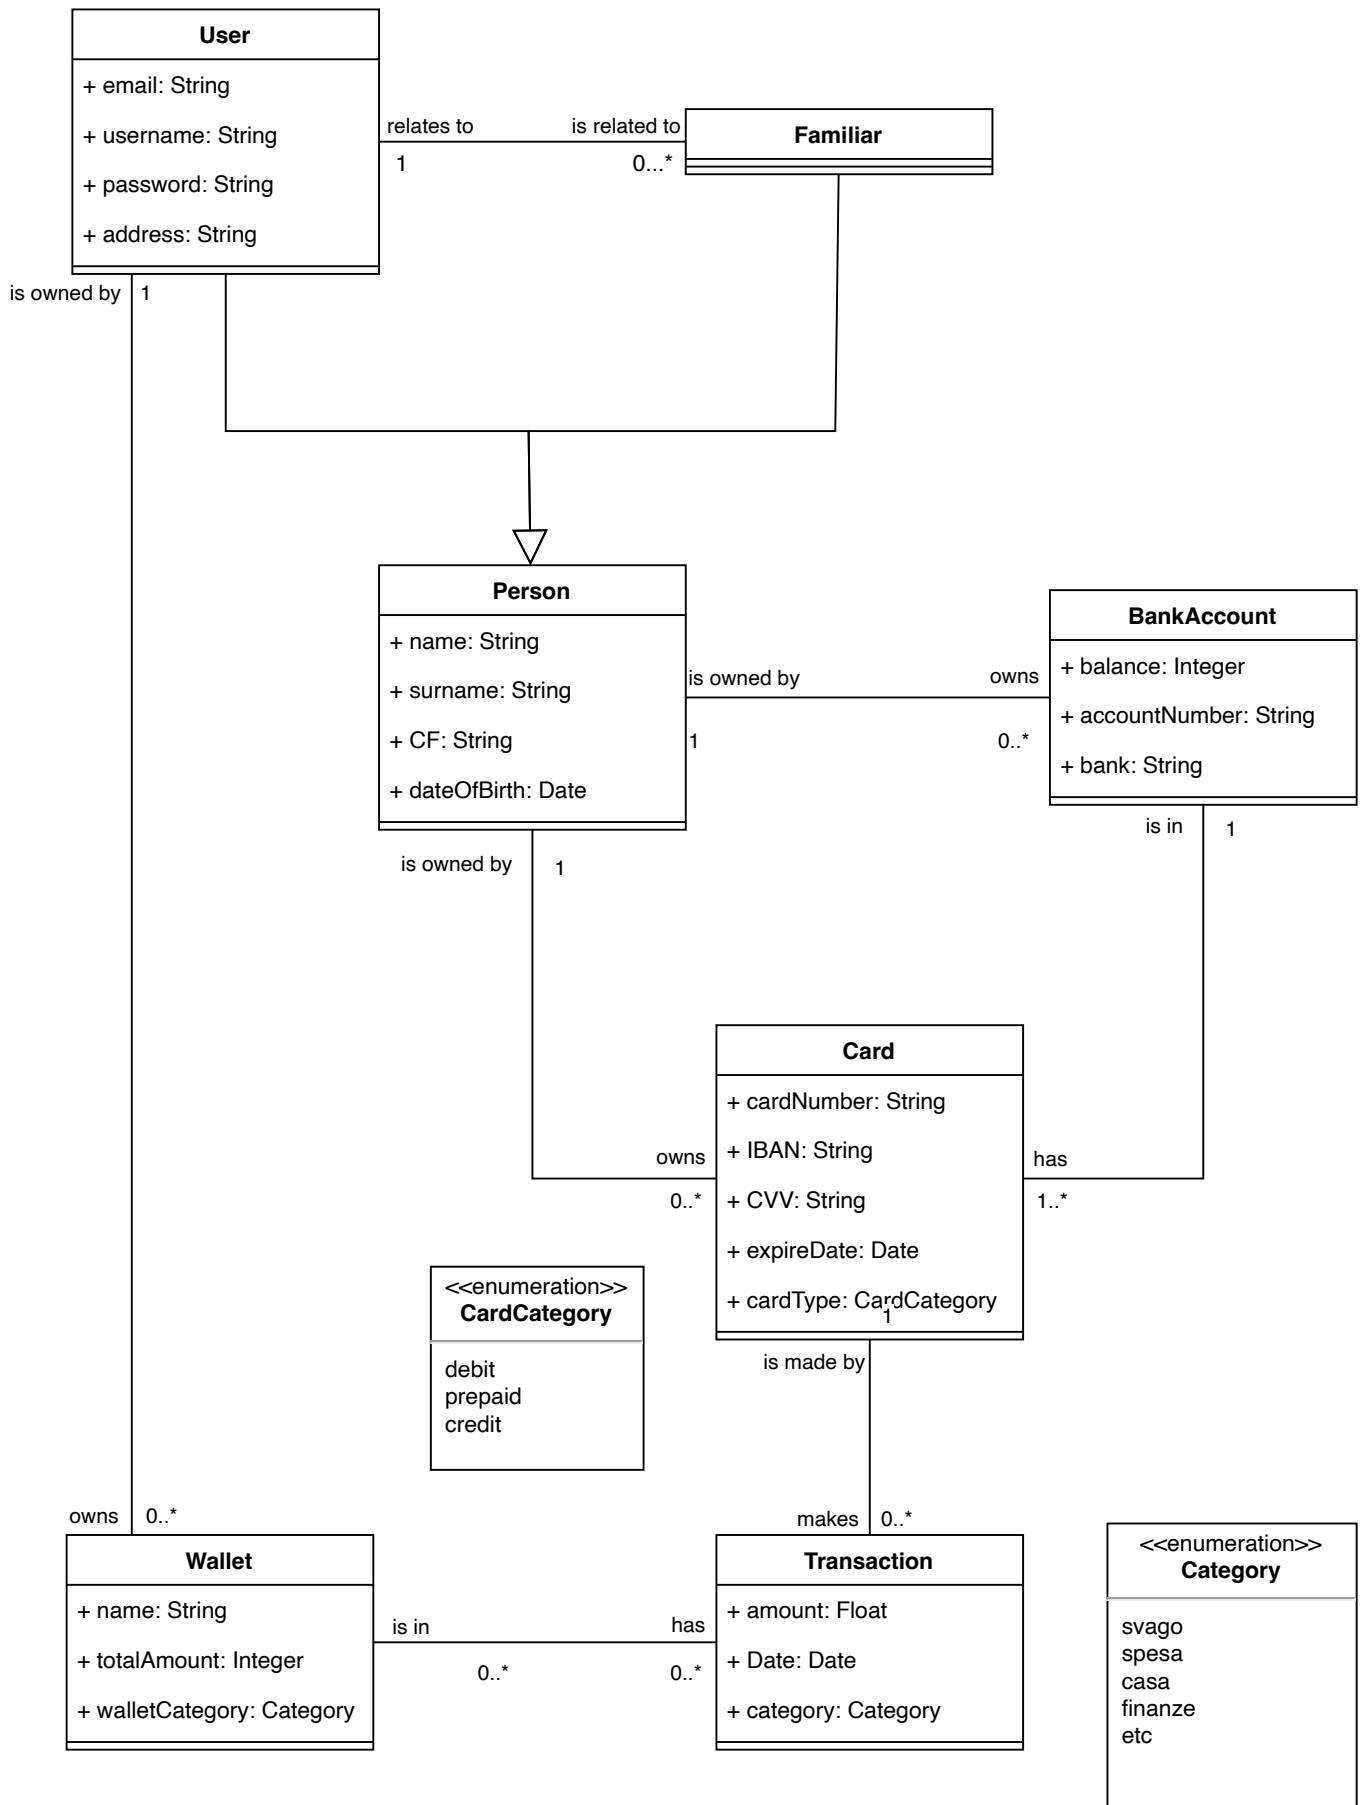 User
+ email: String
+ username: String
+ password: String
+ address: String
relates to
is related to
1
0...*
Familiar
is owned by
1
Person
+ name: String
+ surname: String
+ CF: String
+ dateOfBirth: Date
is owned by
owns
1
0..*
BankAccount
+ balance: Integer
+ accountNumber: String
+ bank: String
is in
1
is owned by
1
Card
+ cardNumber: String
+ IBAN: String
+ CVV: String
+ expireDate: Date
+ cardType: CardCategory
1
owns
0..*
has
1..*
<<enumeration>>
CardCategory
debit
prepaid
credit
is made by
makes
0..*
owns
0..*
Wallet
+ name: String
+ totalAmount: Integer
+ walletCategory: Category
is in
has
0..*
0..*
Transaction
+ amount: Float
+ Date: Date
+ category: Category
<<enumeration>>
Category
svago
spesa
casa
finanze
etc